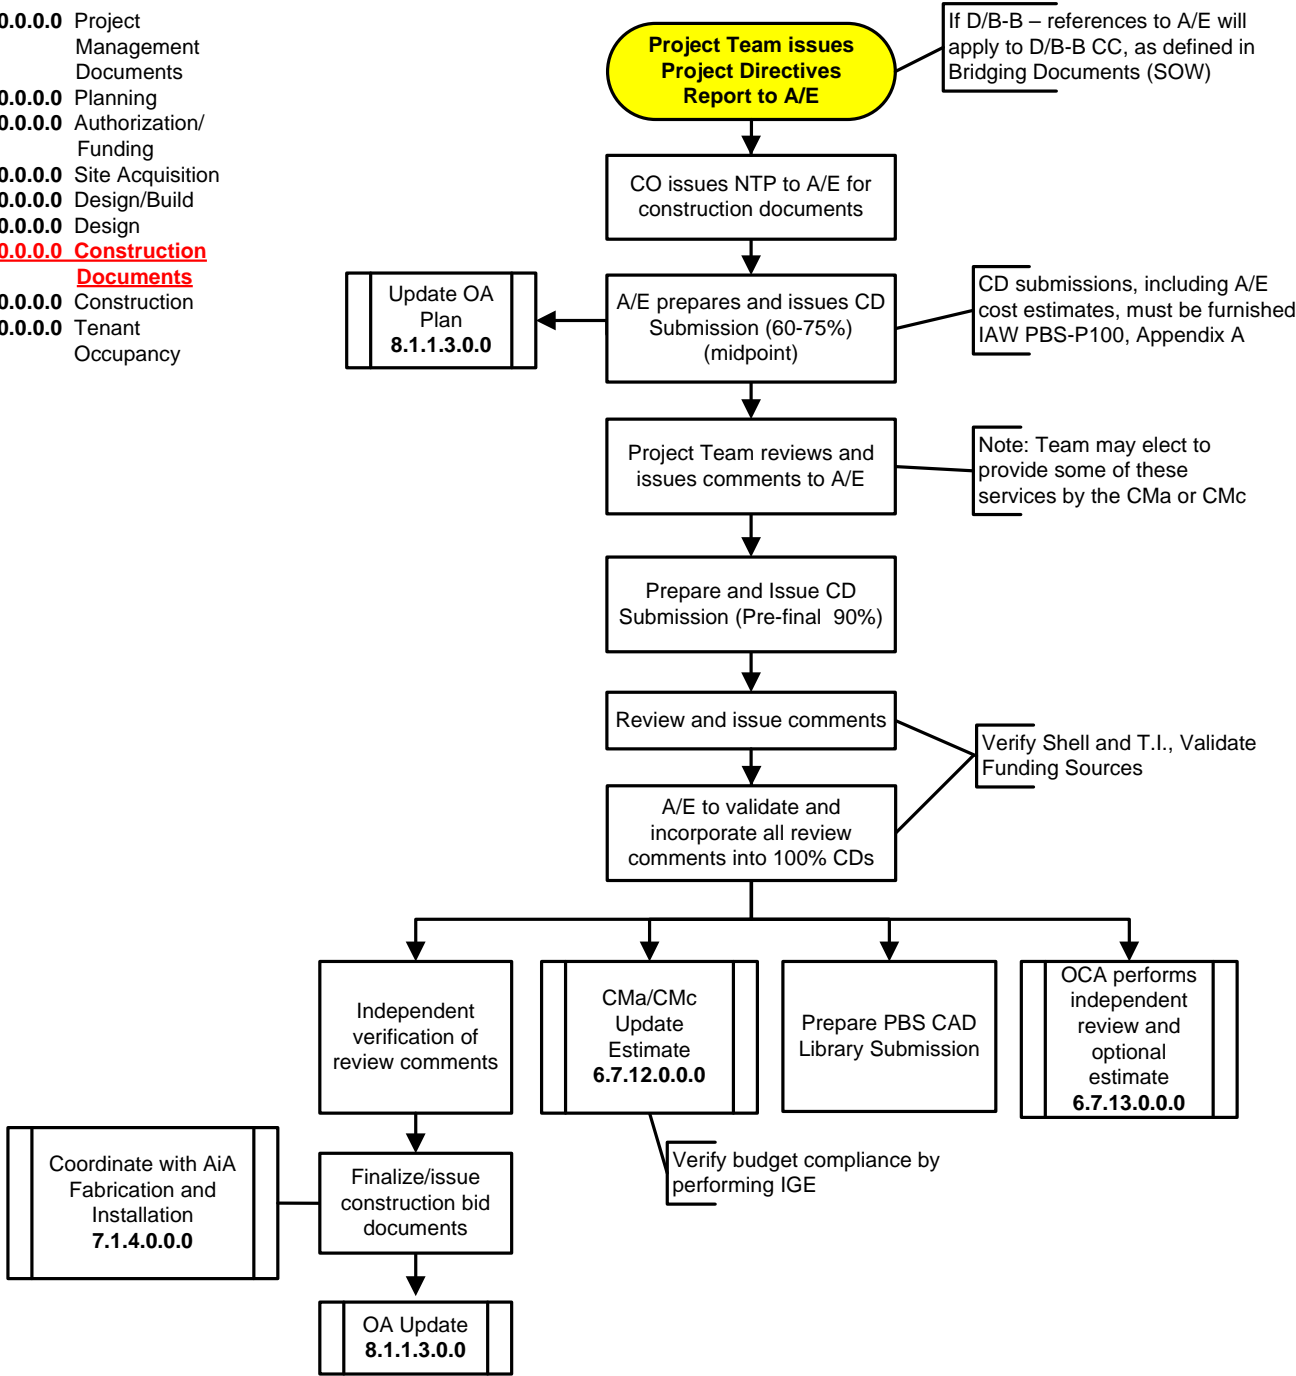 0.0.0.0 Project
Management
Documents
0.0.0.0 Planning
0.0.0.0 Authorization/
Funding
0.0.0.0 Site Acquisition
0.0.0.0 Design/Build
0.0.0.0 Design
0.0.0.0 Construction
Documents
0.0.0.0 Construction
0.0.0.0 Tenant
Occupancy
Project Team issues
Project Directives
Report to A/E
If D/B-B – references to A/E will
apply to D/B-B CC, as defined in
Bridging Documents (SOW)
CO issues NTP to A/E for
construction documents
Update OA
Plan
8.1.1.3.0.0
A/E prepares and issues CD
Submission (60-75%)
(midpoint)
CD submissions, including A/E
cost estimates, must be furnished
IAW PBS-P100, Appendix A
Project Team reviews and
issues comments to A/E
Note: Team may elect to
provide some of these
services by the CMa or CMc
Prepare and Issue CD
Submission (Pre-final 90%)
Review and issue comments
Verify Shell and T.I., Validate
Funding Sources
A/E to validate and
incorporate all review
comments into 100% CDs
Independent
verification of
review comments
CMa/CMc
Update
Estimate
6.7.12.0.0.0
Prepare PBS CAD
Library Submission
OCA performs
independent
review and
optional
estimate
6.7.13.0.0.0
Coordinate with AiA
Fabrication and
Installation
7.1.4.0.0.0
Finalize/issue
construction bid
documents
Verify budget compliance by
performing IGE
OA Update
8.1.1.3.0.0